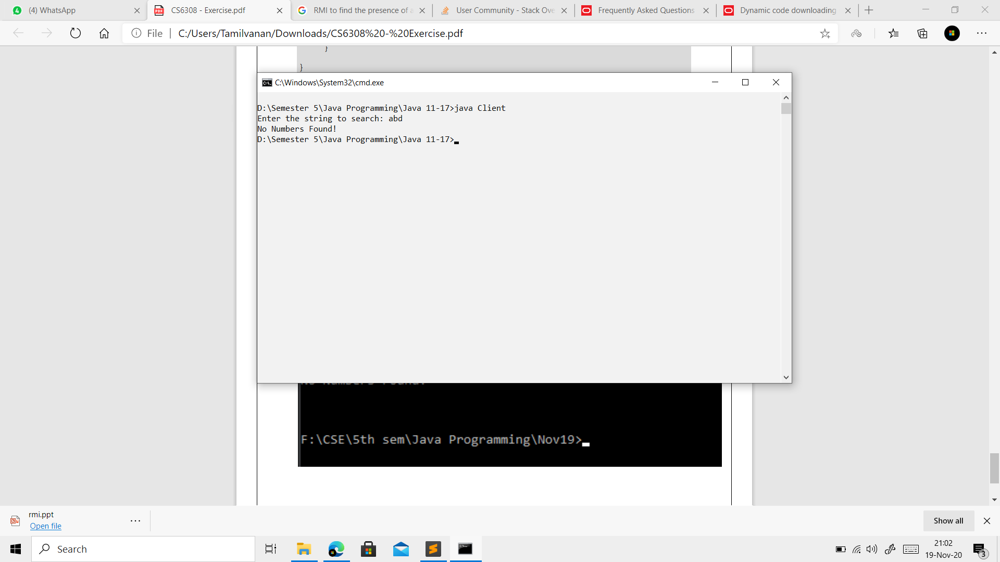 (4) WhatsApp
CS6308 - Exercise.pdf
RMI to find the presence of a
User Community - Stack Ove
Frequently Asked Questions
Dynamic code downloading
File
C:/Users/Tamilvanan/Downloads/CS6308%20-%20Exercise.pdf
}
}
C:\Windows\System32\cmd.exe
D:\Semester 5\Java Programming\Java 11-17>java Client
Enter the string to search: abd
No Numbers Found!
D:\Semester 5\Java Programming\Java 11-17>
F:\CSE\5th sem\Java Programming\Nov19>
rmi.ppt
Open file
Show all
Search
21:02
19-Nov-20
3